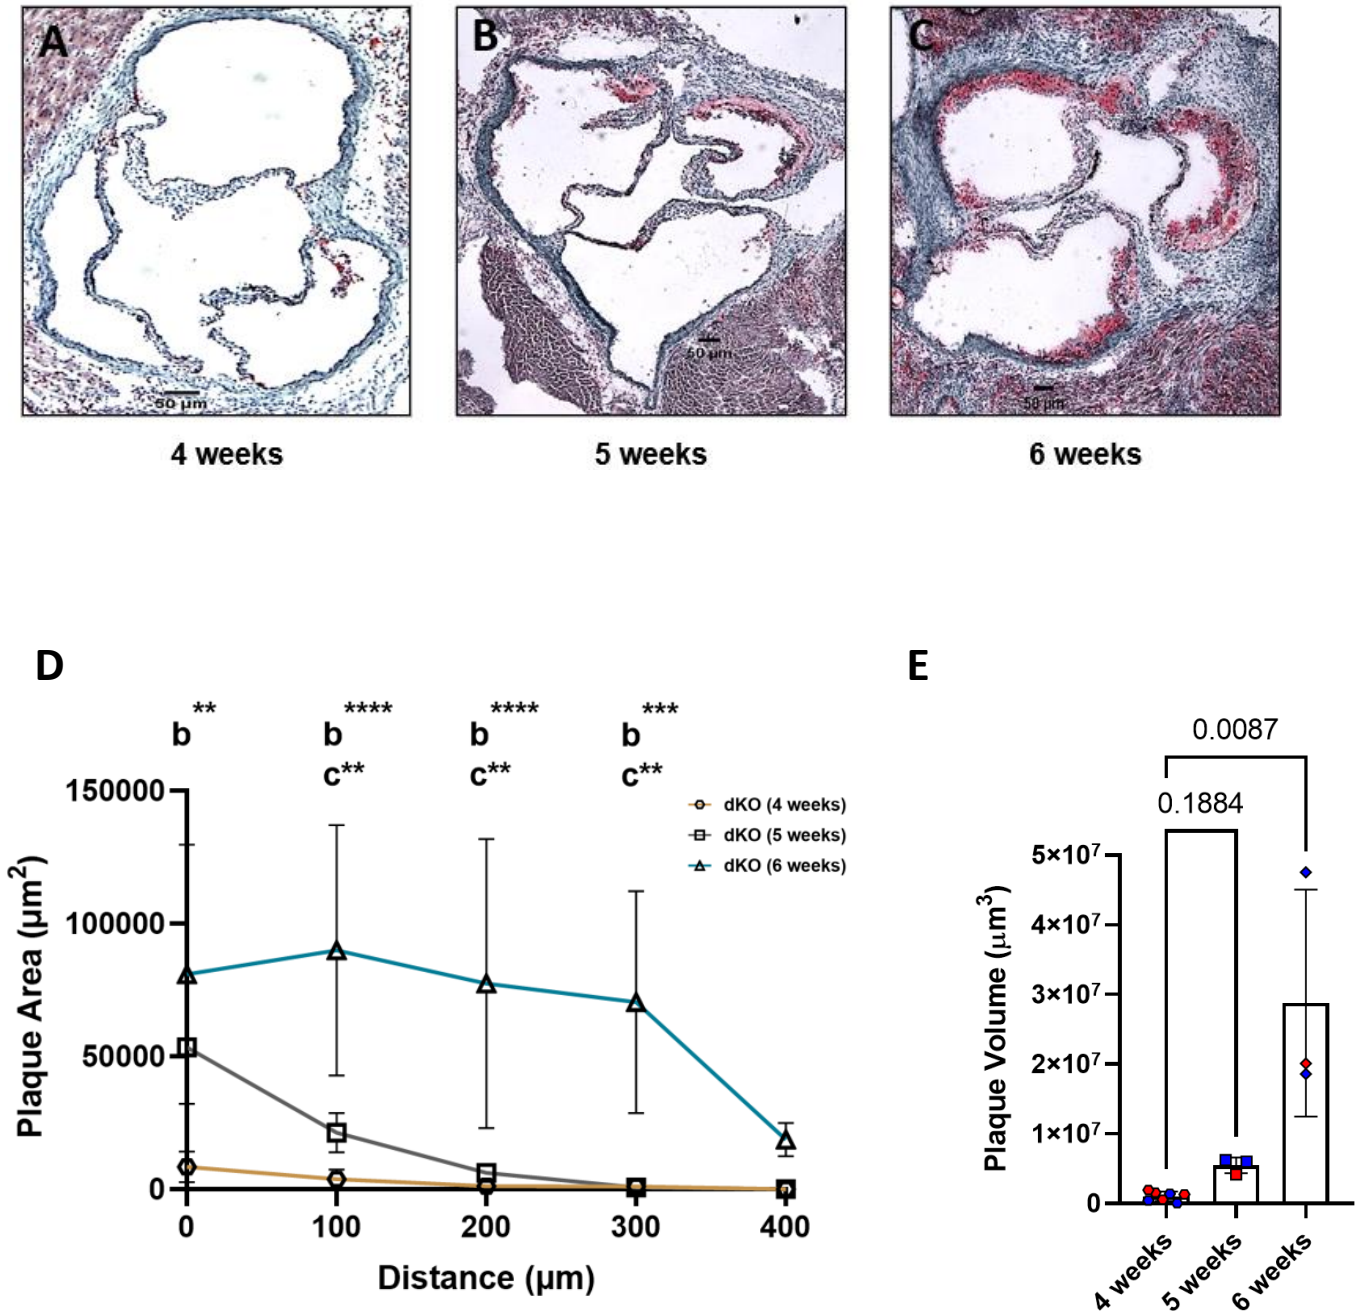 A
B
C
50 µm
50 µm
50 µm
4 weeks
5 weeks
6 weeks
D
b**
b****
c**
b****
c**
b***
c**
Plaque Area (µm²)
150000
100000
50000
0
0
100
200
300
400
Distance (µm)
dKO (4 weeks)
dKO (5 weeks)
dKO (6 weeks)
E
0.0087
0.1884
Plaque Volume (µm³)
5×10⁷
4×10⁷
3×10⁷
2×10⁷
1×10⁷
0
4 weeks
5 weeks
6 weeks